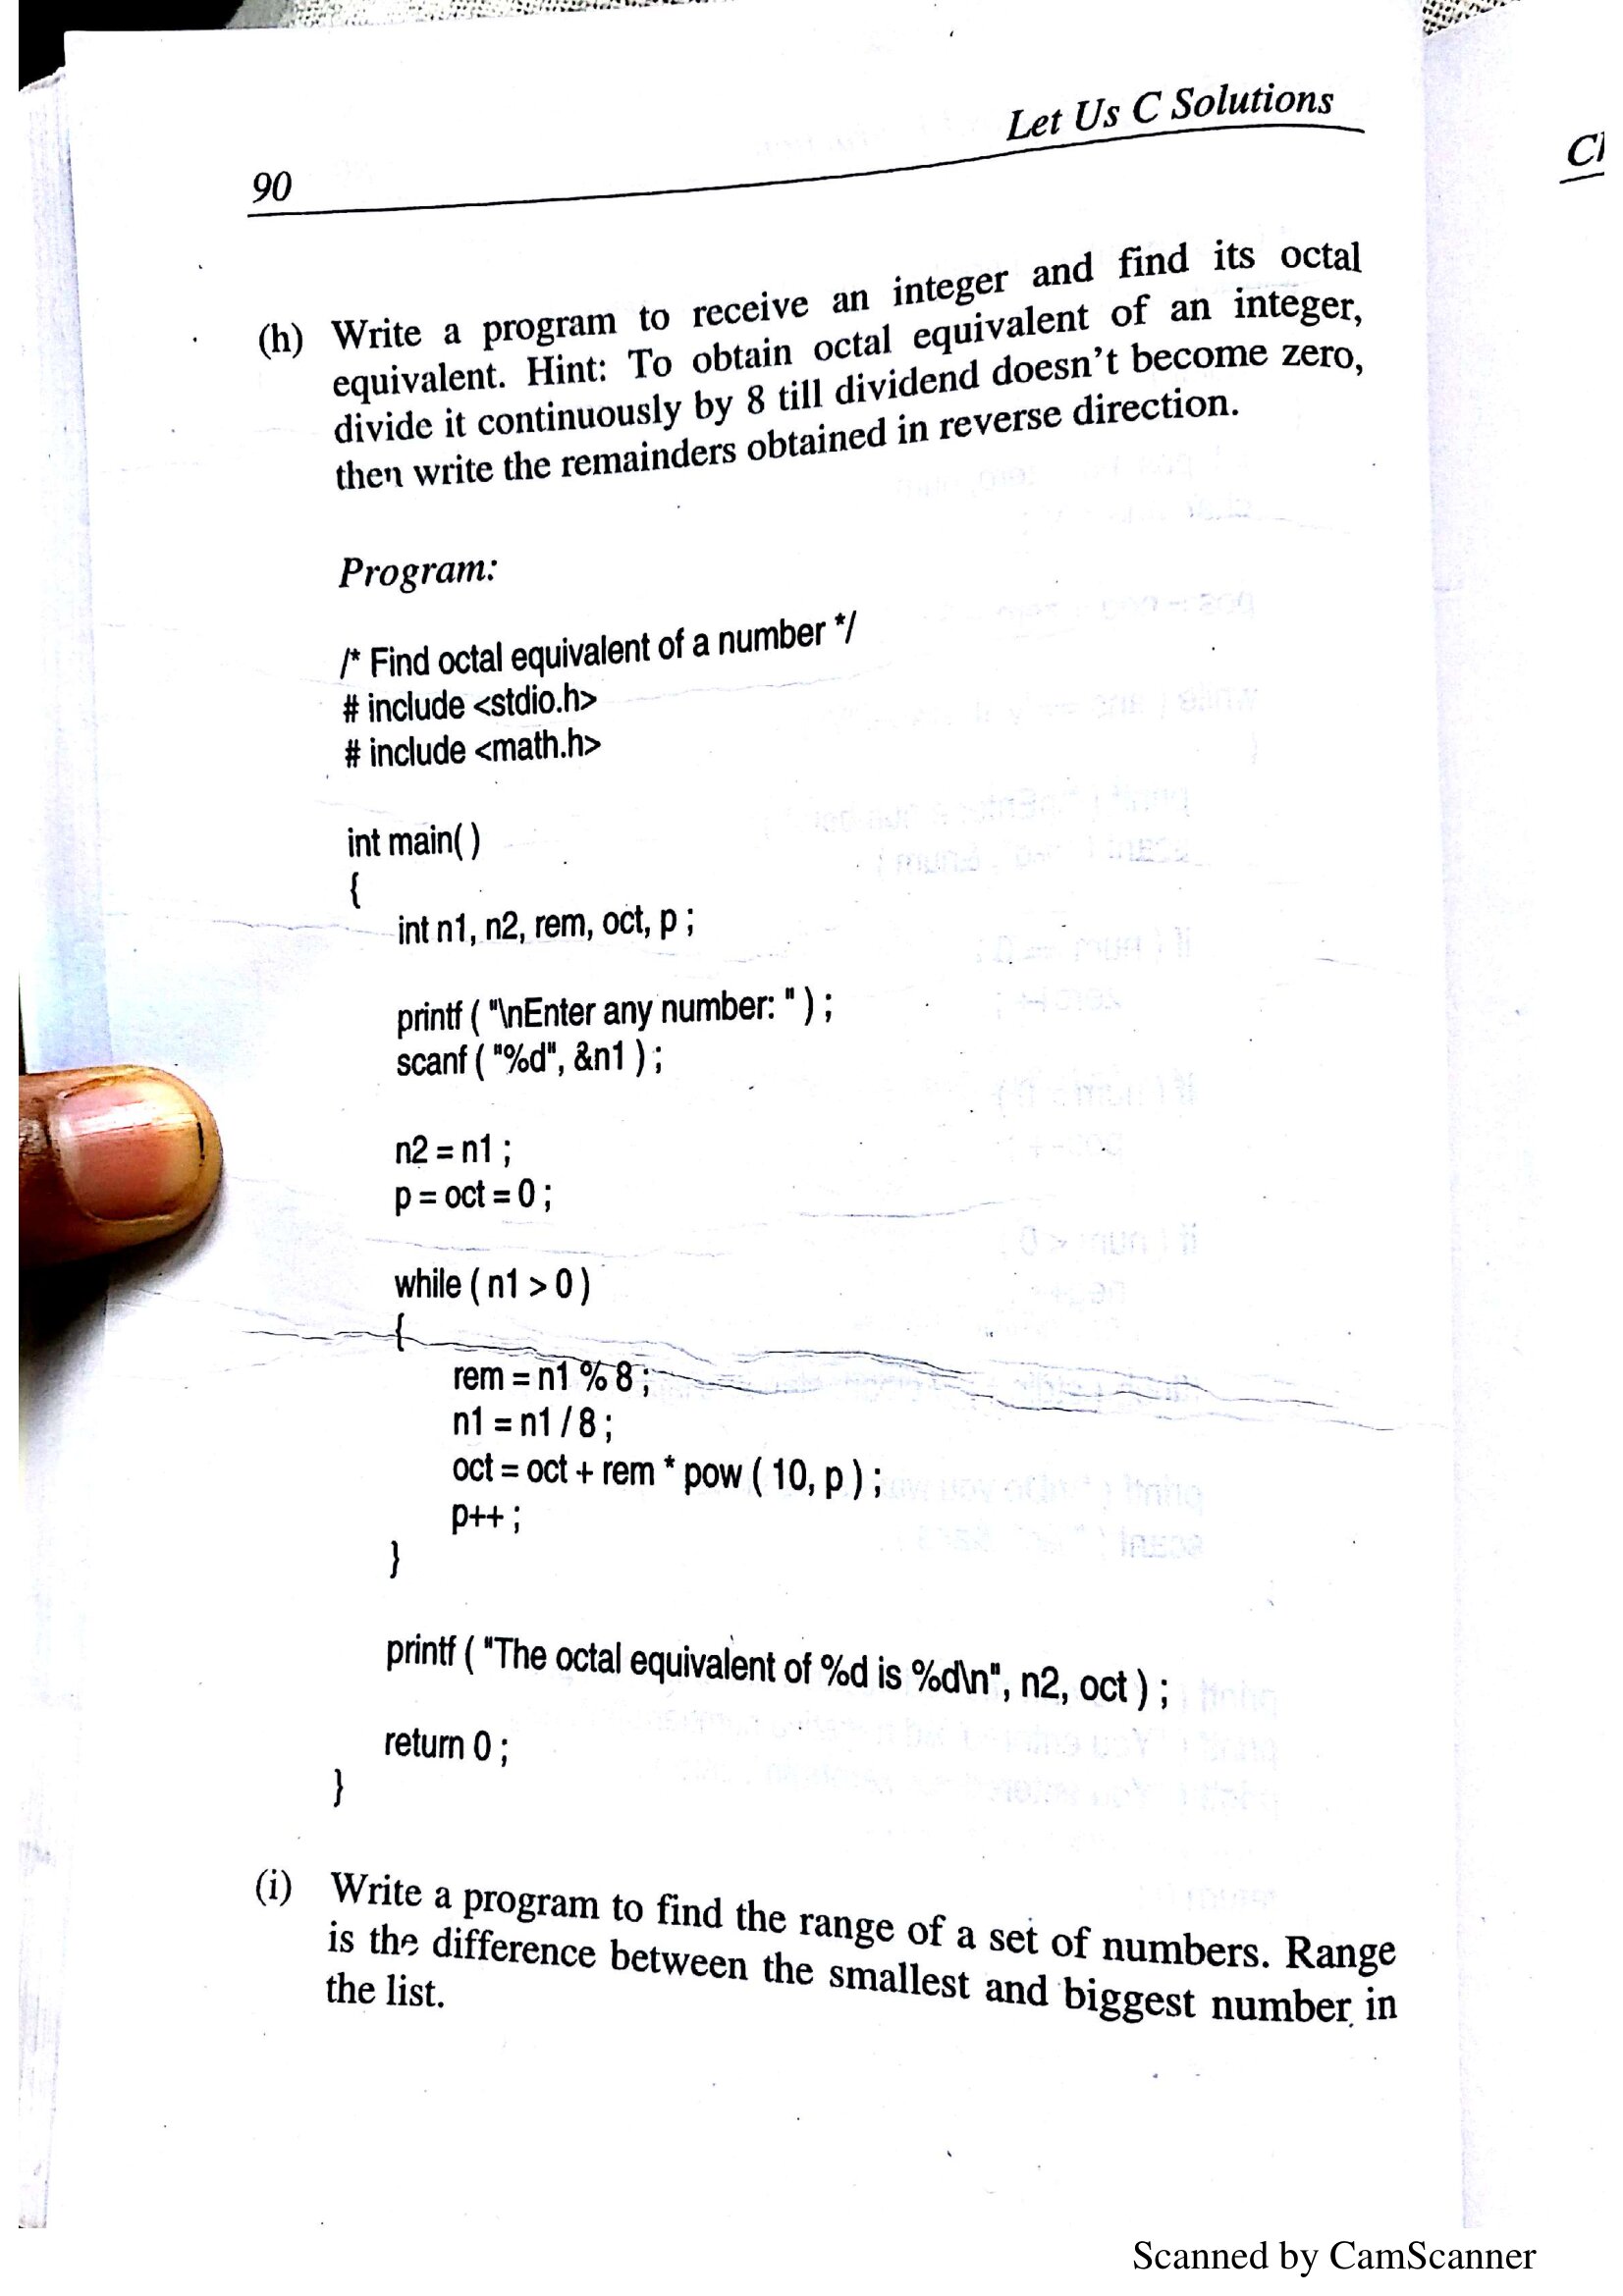 Let Us C Solutions
90
(h) Write a program to receive an integer and find its octal
equivalent. Hint: To obtain octal equivalent of an integer,
divide it continuously by 8 till dividend doesn't become zero,
then write the remainders obtained in reverse direction.
Program:
/* Find octal equivalent of a number */
# include <stdio.h>
# include <math.h>
int main( )
{
int n1, n2, rem, oct, p ;
printf ( "\nEnter any number: " ) ;
scanf ( "%d", &n1 ) ;
n2 = n1 ;
p = oct = 0 ;
while ( n1 > 0 )
{
rem = n1 % 8 ;
n1 = n1 / 8 ;
oct = oct + rem * pow ( 10, p ) ;
p++ ;
}
printf ( "The octal equivalent of %d is %d\n", n2, oct ) ;
return 0 ;
}
(i) Write a program to find the range of a set of numbers. Range
is the difference between the smallest and biggest number in
the list.
Scanned by CamScanner